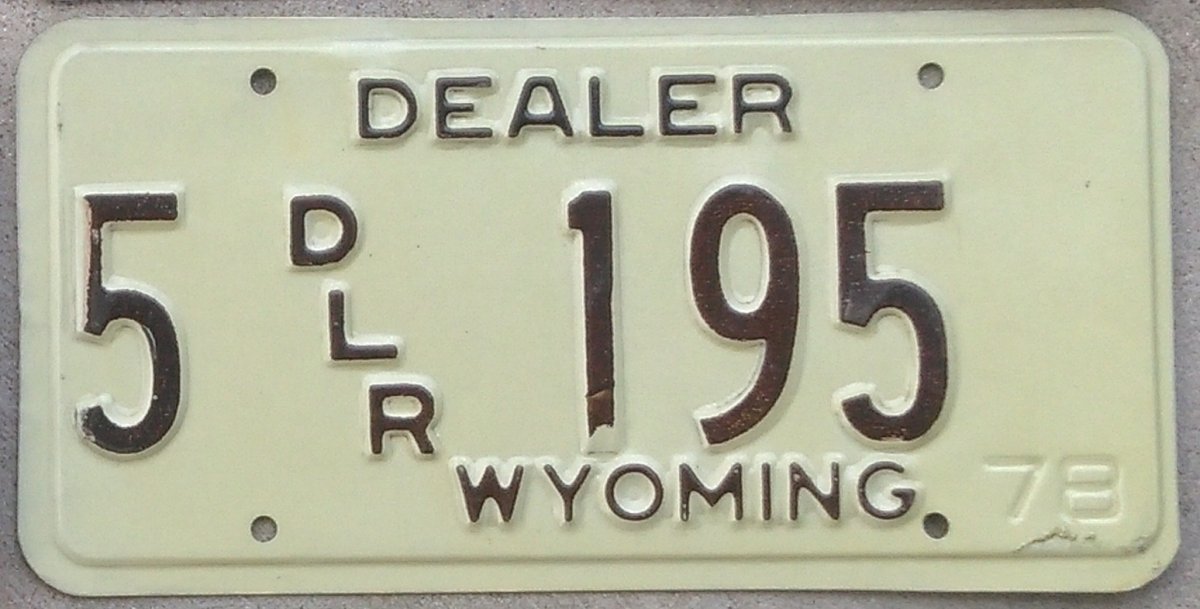 DEALER
5 DLR 195
WYOMING 78